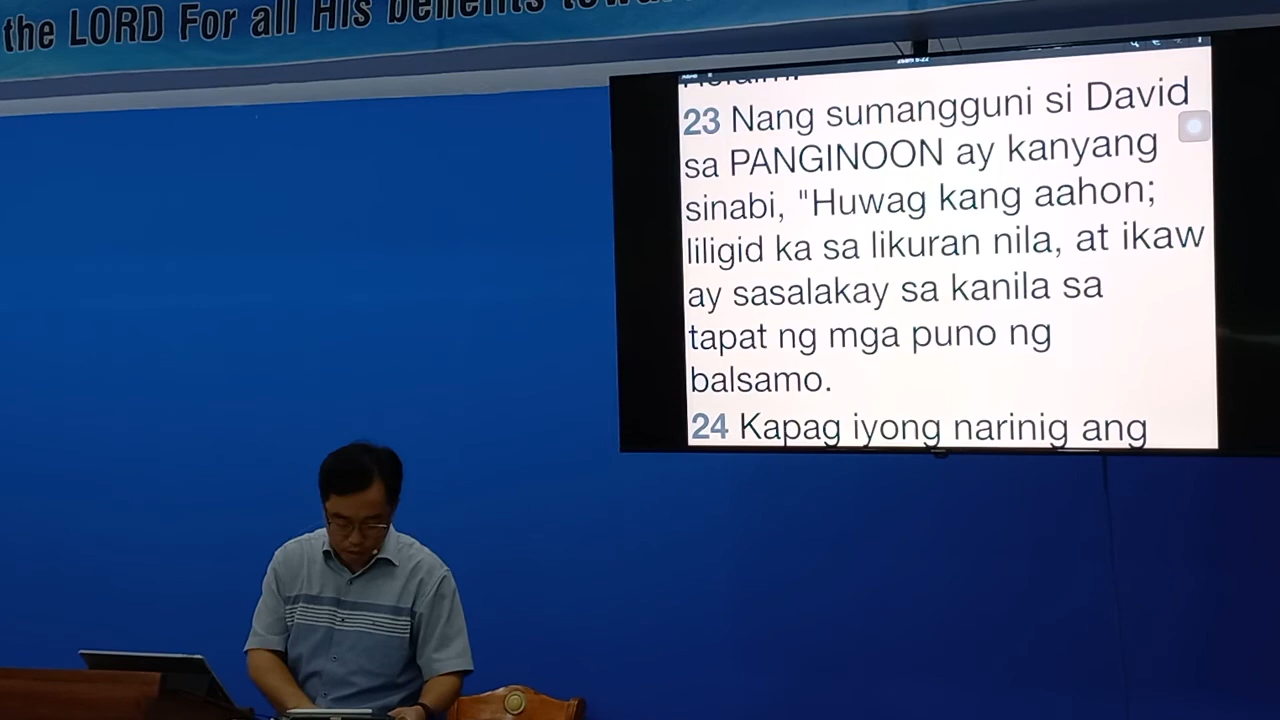 the LORD For all His benefits
23 Nang sumangguni si David
sa PANGINOON ay kanyang
sinabi, "Huwag kang aahon;
liligid ka sa likuran nila, at ikaw
ay sasalakay sa kanila sa
tapat ng mga puno ng
balsamo.
24 Kapag iyong narinig ang